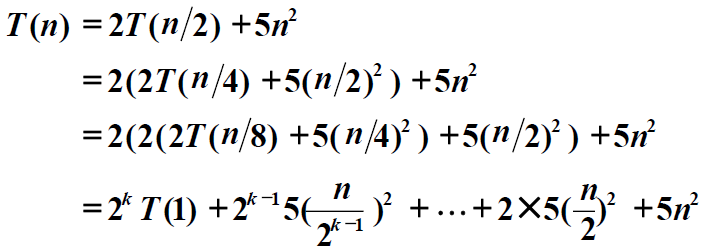 T(n) = 2T(n/2) + 5n²
= 2(2T(n/4) + 5(n/2)²) + 5n²
= 2(2(2T(n/8) + 5(n/4)²) + 5(n/2)²) + 5n²
= 2ᵏ T(1) + 2ᵏ⁻¹5(n/2ᵏ⁻¹)² + ... + 2×5(n/2)² + 5n²